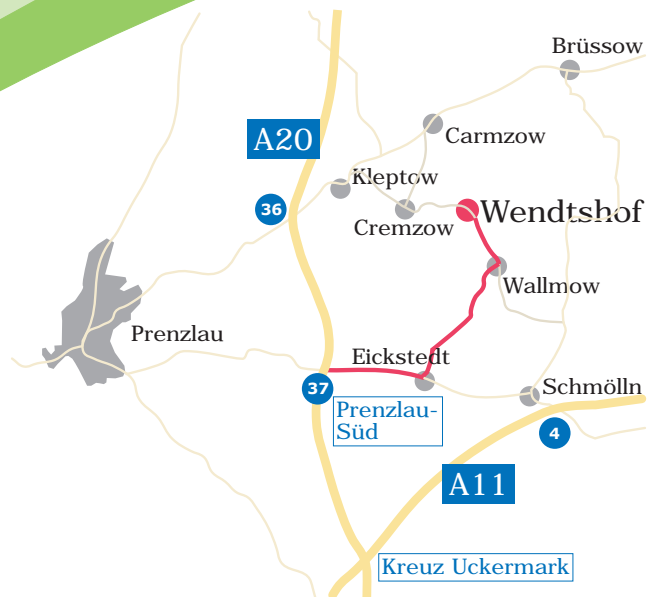 Brüssow
A20
Carmzow
Kleptow
36
Cremzow
Wendtshof
Wallmow
Prenzlau
Eickstedt
37
Schmölln
Prenzlau-
Süd
4
A11
Kreuz Uckermark